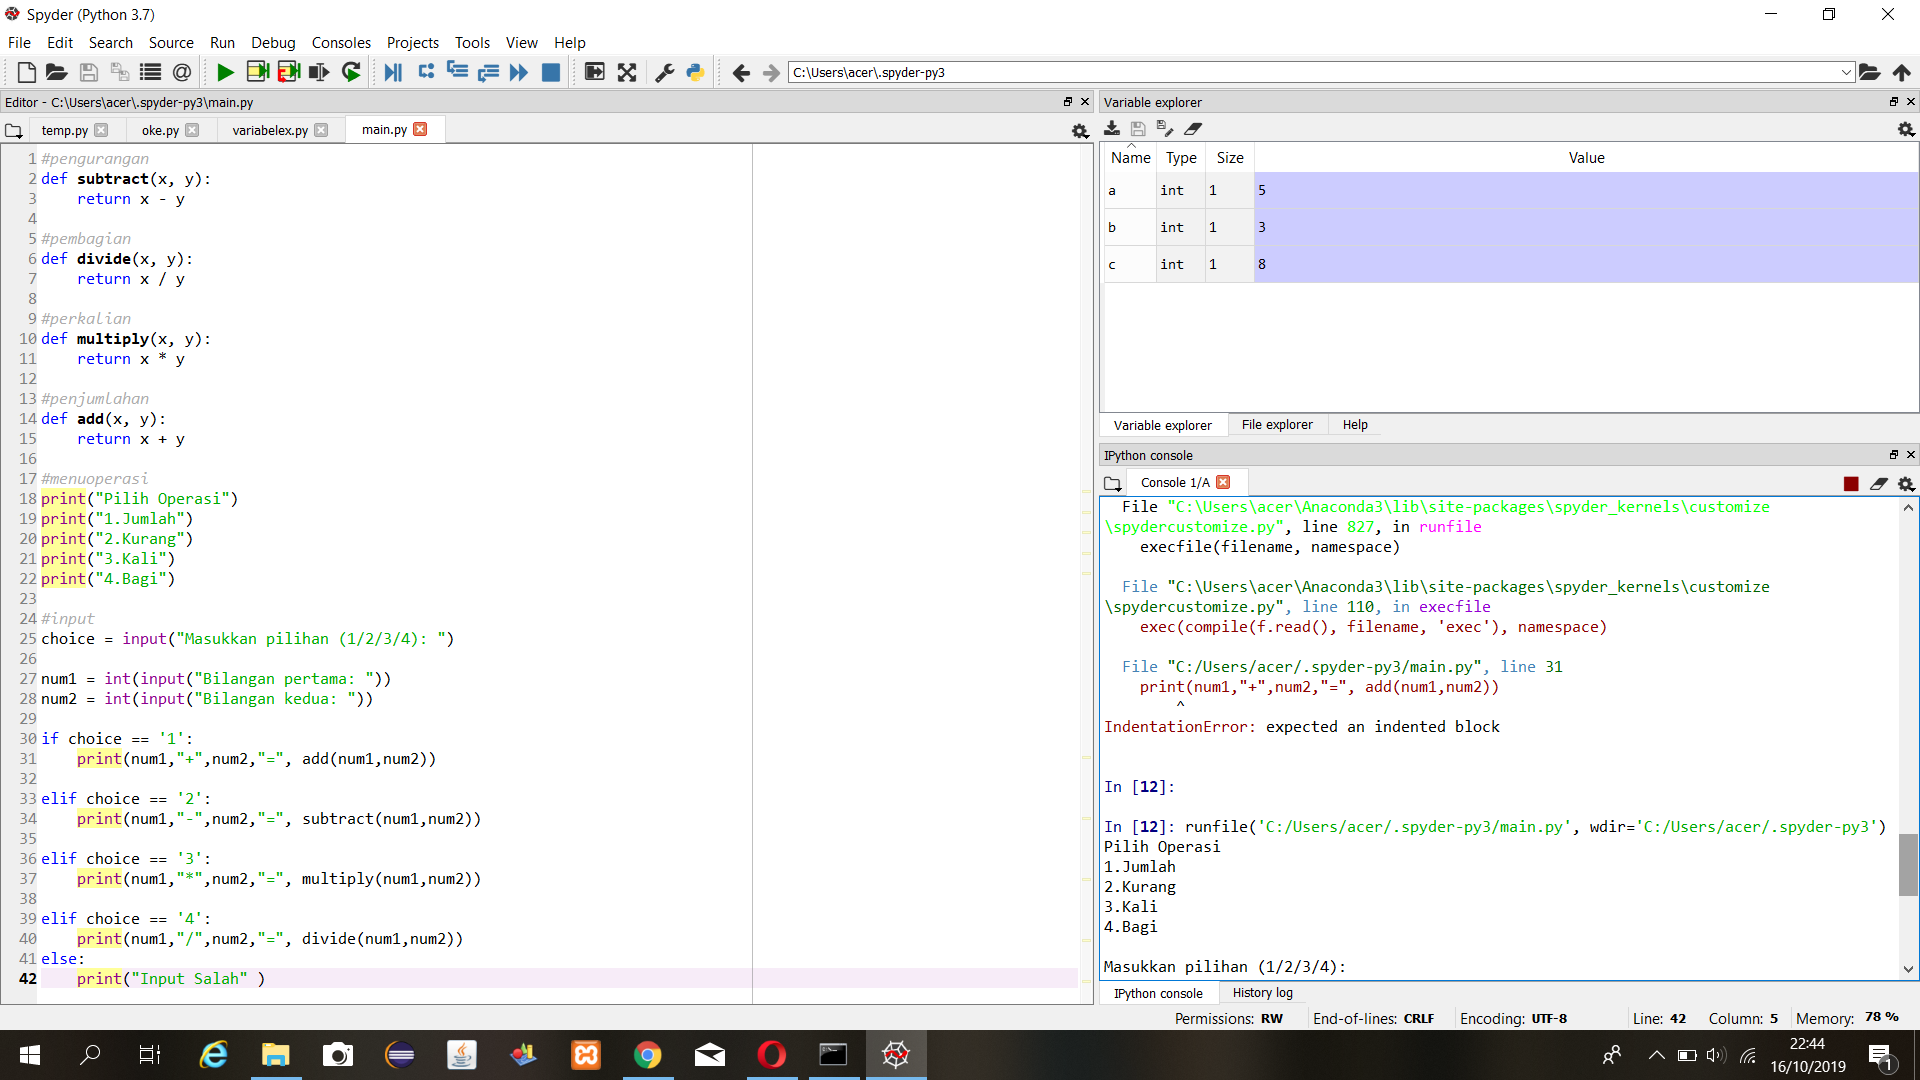 Spyder (Python 3.7)
File Edit Search Source Run Debug Consoles Projects Tools View Help
C:\Users\acer\.spyder-py3
Editor - C:\Users\acer\.spyder-py3\main.py
temp.py oke.py variabelex.py main.py
1 #pengurangan
2 def subtract(x, y):
3     return x - y
4
5 #pembagian
6 def divide(x, y):
7     return x / y
8
9 #perkalian
10 def multiply(x, y):
11     return x * y
12
13 #penjumlahan
14 def add(x, y):
15     return x + y
16
17 #menuoperasi
18 print("Pilih Operasi")
19 print("1.Jumlah")
20 print("2.Kurang")
21 print("3.Kali")
22 print("4.Bagi")
23
24 #input
25 choice = input("Masukkan pilihan (1/2/3/4): ")
26
27 num1 = int(input("Bilangan pertama: "))
28 num2 = int(input("Bilangan kedua: "))
29
30 if choice == '1':
31     print(num1,"+",num2,"=", add(num1,num2))
32
33 elif choice == '2':
34     print(num1,"-",num2,"=", subtract(num1,num2))
35
36 elif choice == '3':
37     print(num1,"*",num2,"=", multiply(num1,num2))
38
39 elif choice == '4':
40     print(num1,"/",num2,"=", divide(num1,num2))
41 else:
42     print("Input Salah" )
Variable explorer
Name Type Size Value
a int 1 5
b int 1 3
c int 1 8
Variable explorer File explorer Help
IPython console
Console 1/A
File "C:\Users\acer\Anaconda3\lib\site-packages\spyder_kernels\customize
\spydercustomize.py", line 827, in runfile
execfile(filename, namespace)
File "C:\Users\acer\Anaconda3\lib\site-packages\spyder_kernels\customize
\spydercustomize.py", line 110, in execfile
exec(compile(f.read(), filename, 'exec'), namespace)
File "C:/Users/acer/.spyder-py3/main.py", line 31
print(num1,"+",num2,"=", add(num1,num2))
^
IndentationError: expected an indented block
In [12]:
In [12]: runfile('C:/Users/acer/.spyder-py3/main.py', wdir='C:/Users/acer/.spyder-py3')
Pilih Operasi
1.Jumlah
2.Kurang
3.Kali
4.Bagi
Masukkan pilihan (1/2/3/4):
IPython console History log
Permissions: RW End-of-lines: CRLF Encoding: UTF-8 Line: 42 Column: 5 Memory: 78 %
22:44
16/10/2019
1